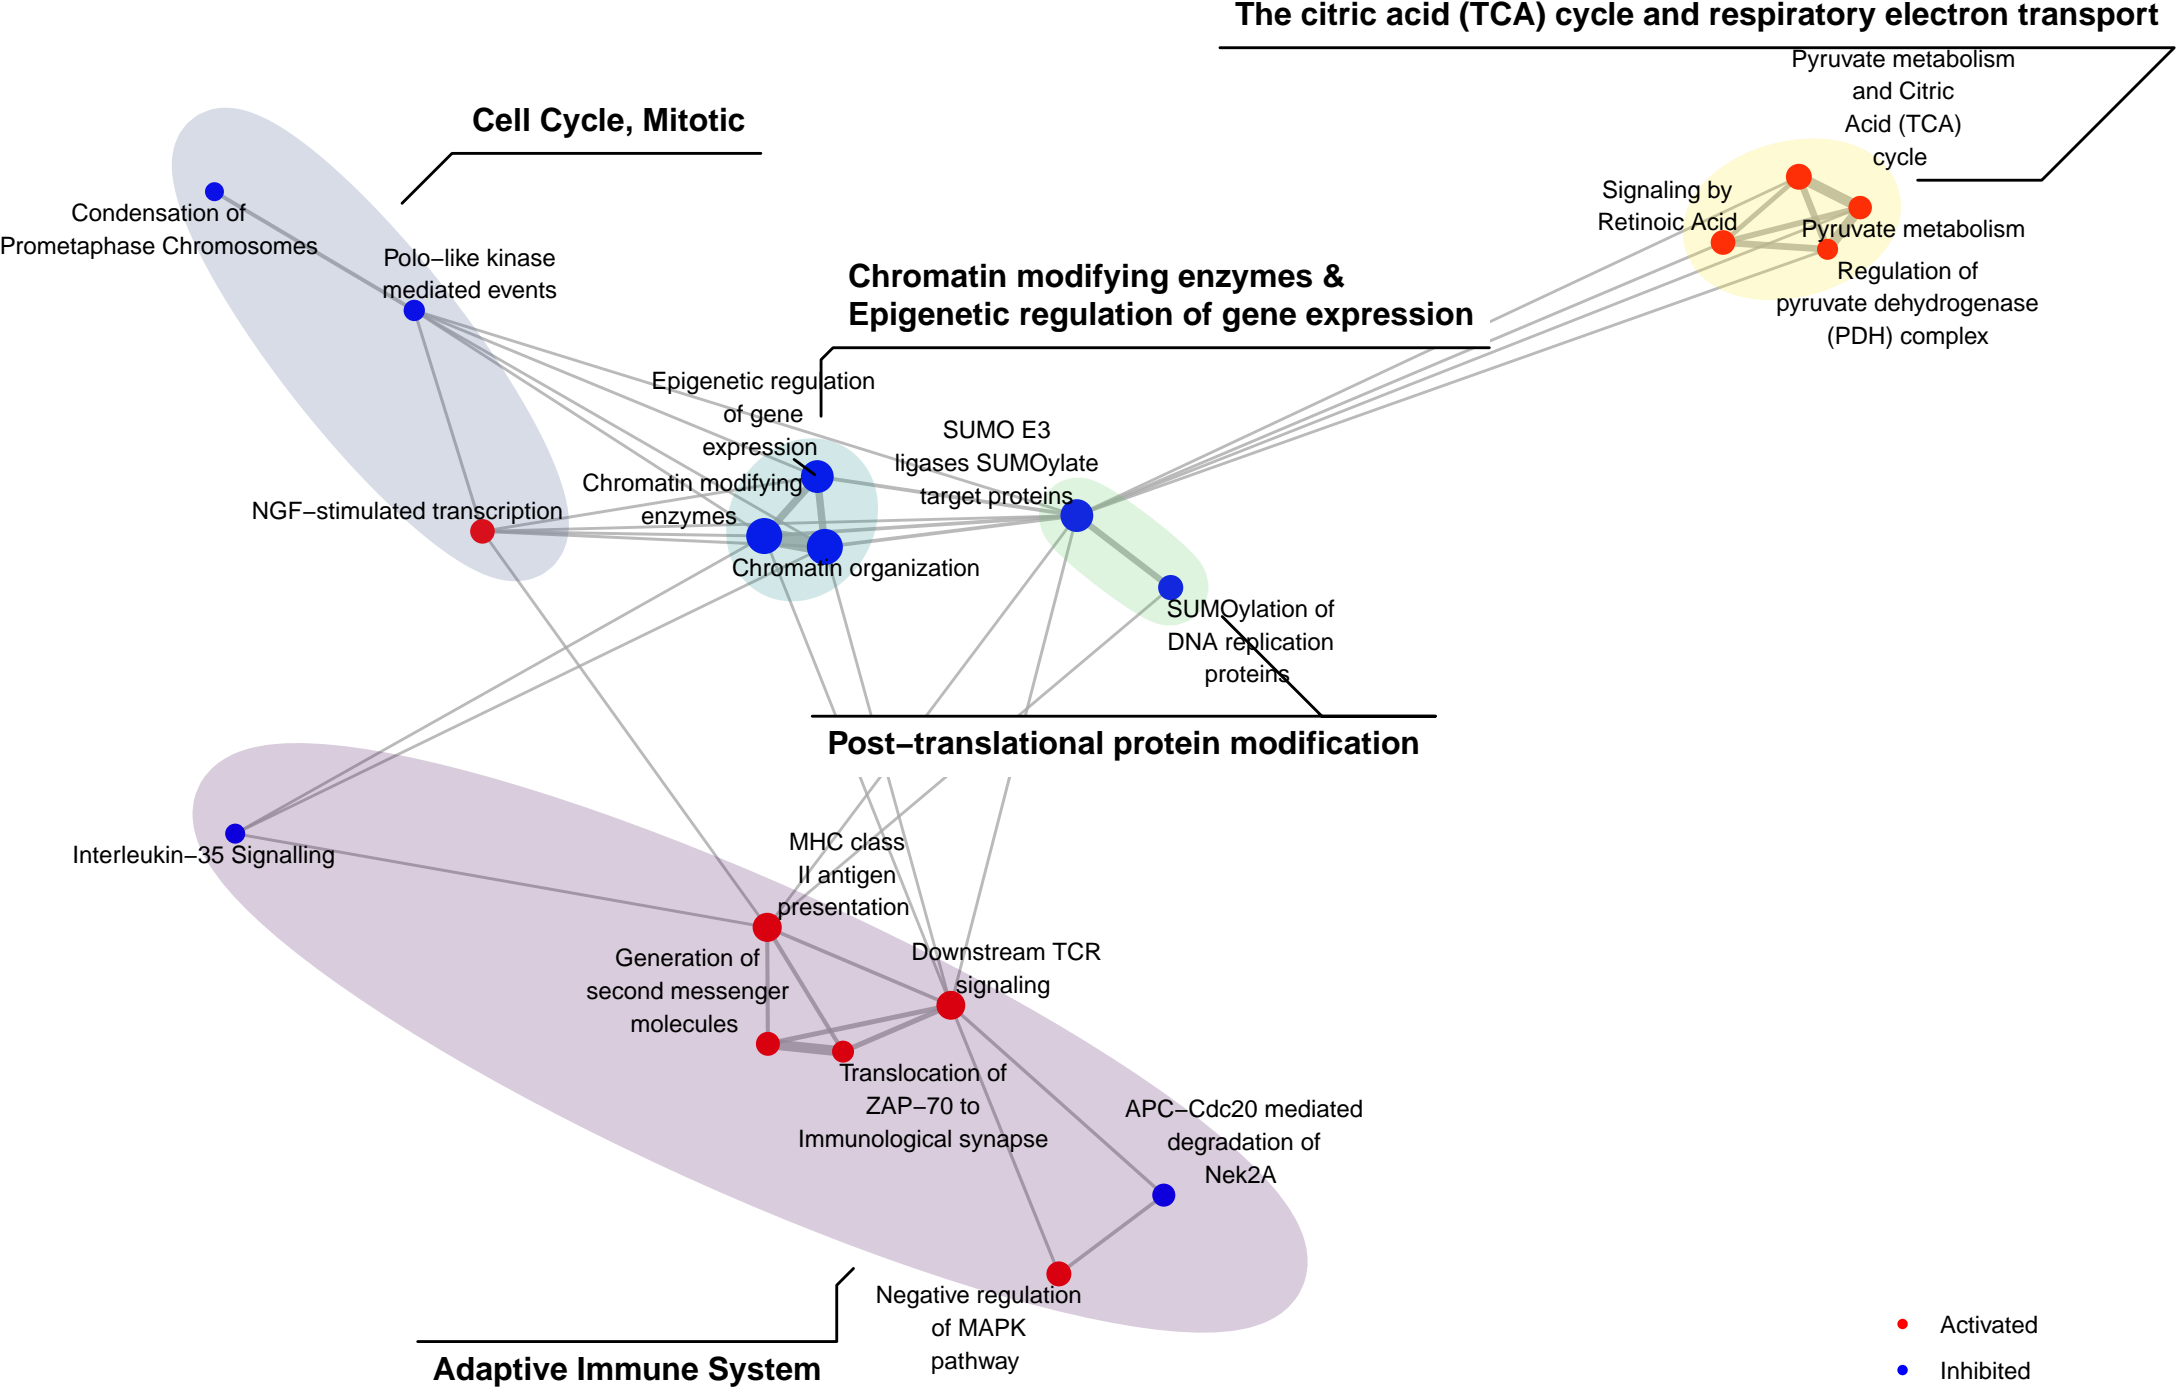 The citric acid (TCA) cycle and respiratory electron transport
Pyruvate metabolism
and Citric
Acid (TCA)
cycle
Cell Cycle, Mitotic
Signaling by
Retinoic Acid
Pyruvate metabolism
Regulation of
pyruvate dehydrogenase
(PDH) complex
Condensation of
Prometaphase Chromosomes
Polo−like kinase
mediated events
Chromatin modifying enzymes &
Epigenetic regulation of gene expression
Epigenetic regulation
of gene
expression
SUMO E3
ligases SUMOylate
target proteins
Chromatin modifying
enzymes
NGF−stimulated transcription
Chromatin organization
SUMOylation of
DNA replication
proteins
Post−translational protein modification
Interleukin−35 Signalling
MHC class
II antigen
presentation
Generation of
second messenger
molecules
Downstream TCR
signaling
Translocation of
ZAP−70 to
Immunological synapse
APC−Cdc20 mediated
degradation of
Nek2A
Negative regulation
of MAPK
pathway
Adaptive Immune System
Activated
Inhibited